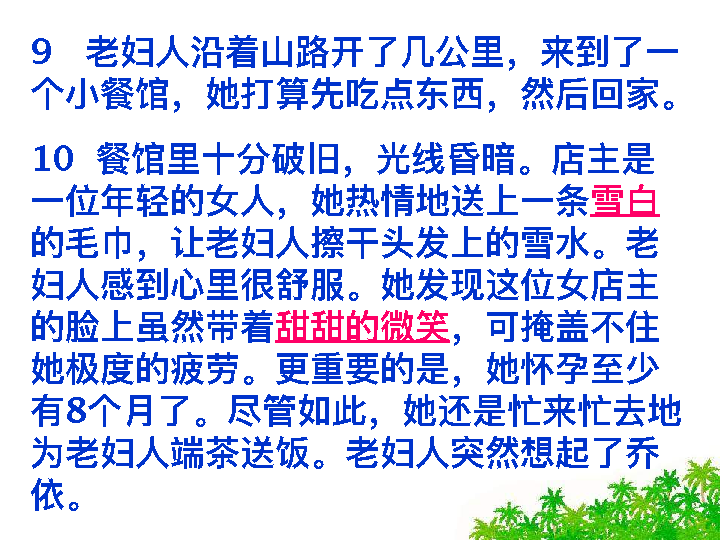 9 老妇人沿着山路开了几公里，来到了一
个小餐馆，她打算先吃点东西，然后回家。
10 餐馆里十分破旧，光线昏暗。店主是
一位年轻的女人，她热情地送上一条雪白
的毛巾，让老妇人擦干头发上的雪水。老
妇人感到心里很舒服。她发现这位女店主
的脸上虽然带着甜甜的微笑，可掩盖不住
她极度的疲劳。更重要的是，她怀孕至少
有8个月了。尽管如此，她还是忙来忙去地
为老妇人端茶送饭。老妇人突然想起了乔
依。